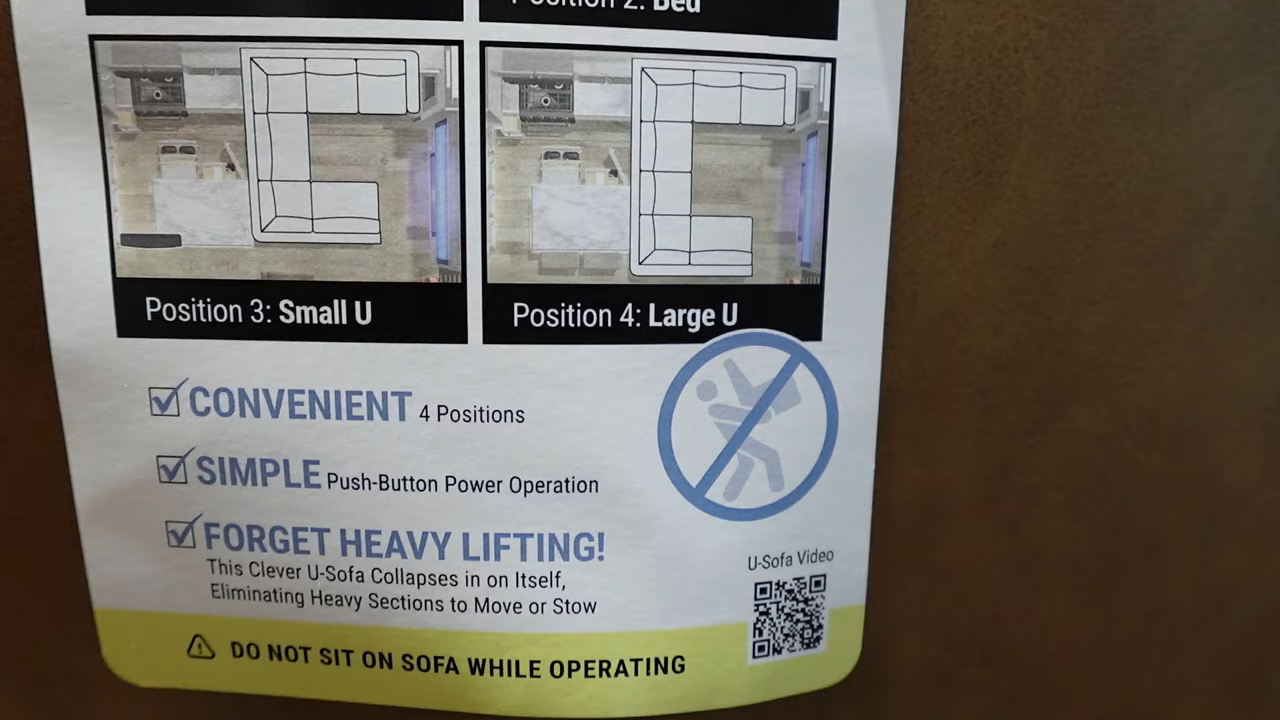 Position 2: Bed
Position 3: Small U
Position 4: Large U
CONVENIENT 4 Positions
SIMPLE Push-Button Power Operation
FORGET HEAVY LIFTING!
This Clever U-Sofa Collapses in on Itself,
Eliminating Heavy Sections to Move or Stow
U-Sofa Video
DO NOT SIT ON SOFA WHILE OPERATING